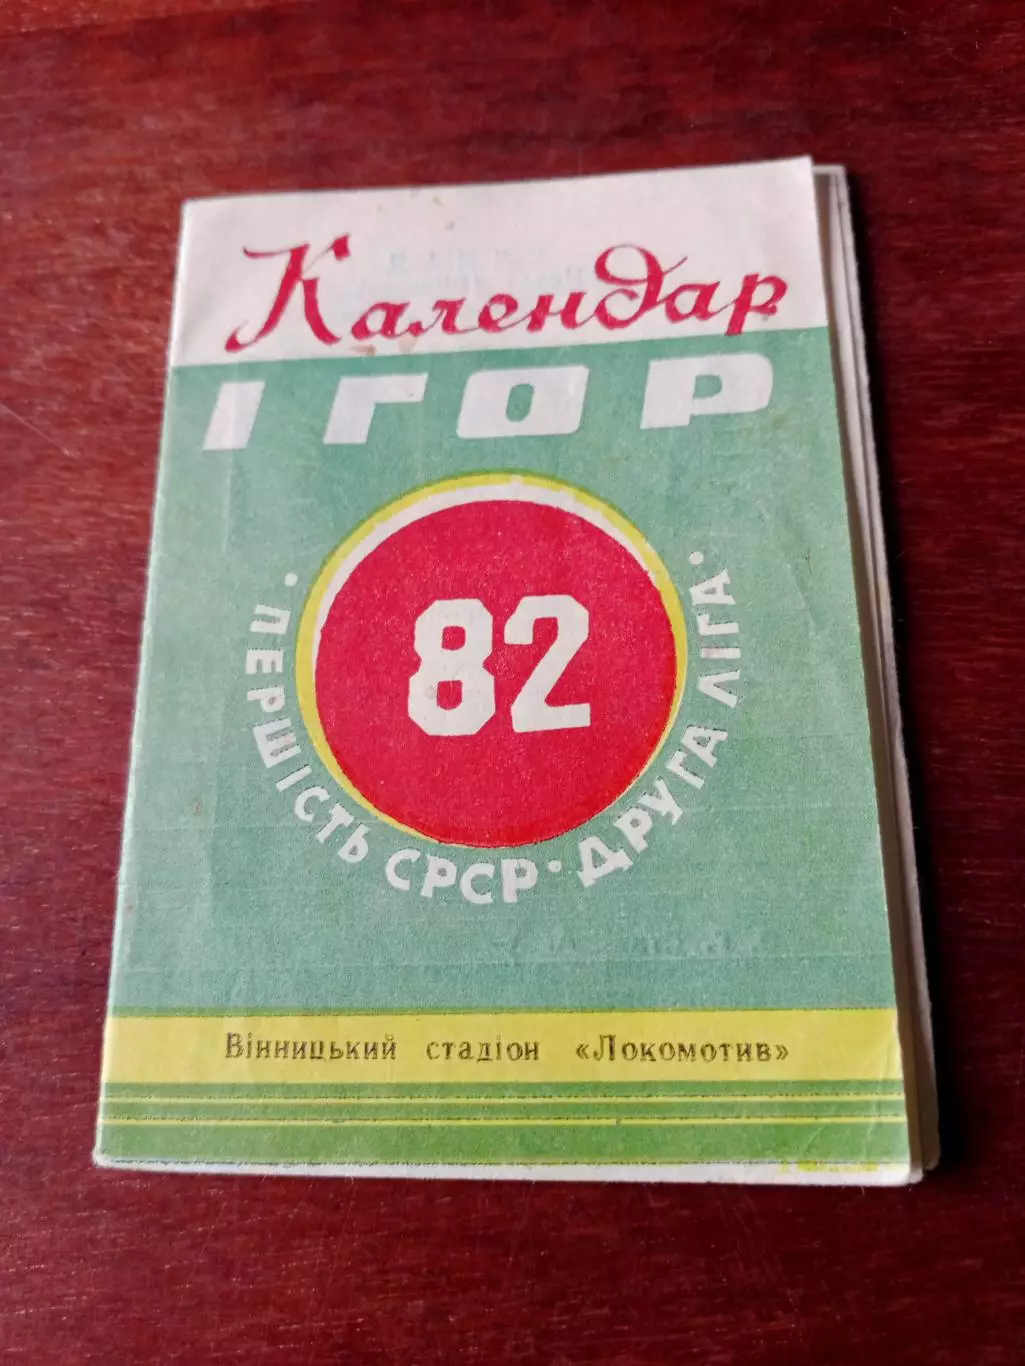 Календар
ІГОР
82
· ПЕРШІСТЬ СРСР · ДРУГА ЛІГА ·
Вінницький стадіон «Локомотив»